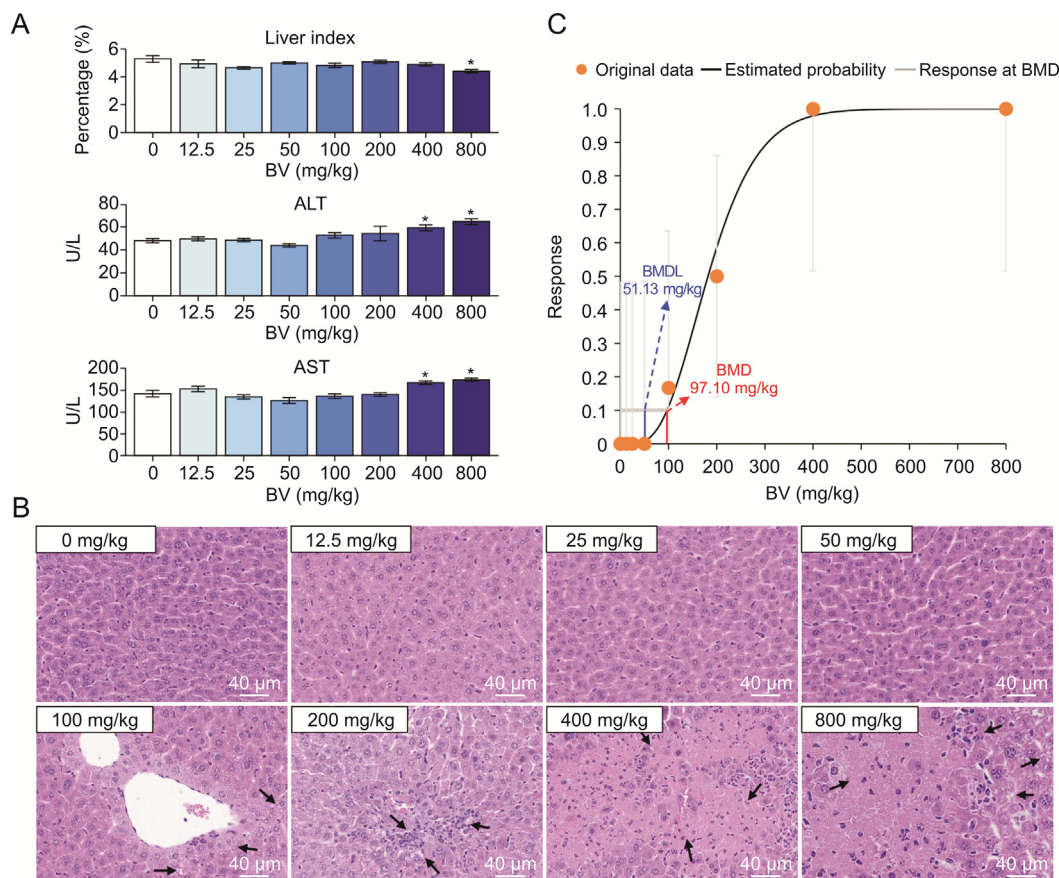 A
Liver index
Percentage (%)
6
4
2
0
0 12.5 25 50 100 200 400 800
*
BV (mg/kg)
ALT
U/L
80
60
40
20
0
* *
0 12.5 25 50 100 200 400 800
BV (mg/kg)
AST
U/L
200
150
100
50
0
* *
0 12.5 25 50 100 200 400 800
BV (mg/kg)
C
Original data Estimated probability Response at BMD
Response
1.0
0.9
0.8
0.7
0.6
0.5
0.4
0.3
0.2
0.1
0
BMDL
51.13 mg/kg
BMD
97.10 mg/kg
0 100 200 300 400 500 600 700 800
BV (mg/kg)
B
0 mg/kg
40 µm
12.5 mg/kg
40 µm
25 mg/kg
40 µm
50 mg/kg
40 µm
100 mg/kg
40 µm
200 mg/kg
40 µm
400 mg/kg
40 µm
800 mg/kg
40 µm